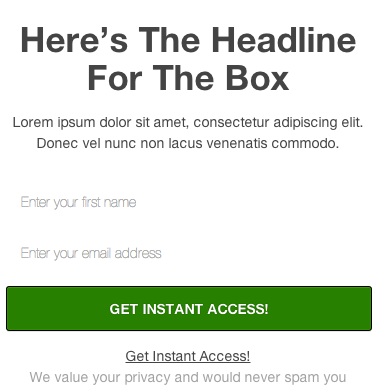 Here’s The Headline
For The Box
Lorem ipsum dolor sit amet, consectetur adipiscing elit.
Donec vel nunc non lacus venenatis commodo.
Enter your first name
Enter your email address
GET INSTANT ACCESS!
Get Instant Access!
We value your privacy and would never spam you